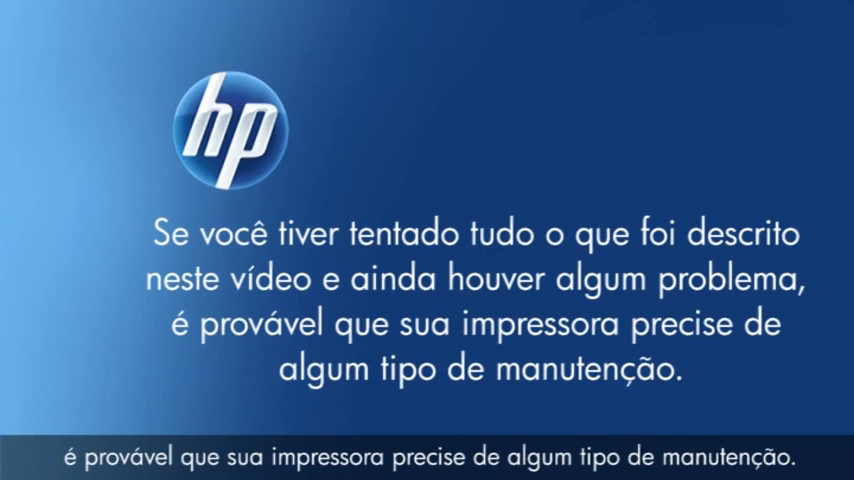 hp
Se você tiver tentado tudo o que foi descrito
neste vídeo e ainda houver algum problema,
é provável que sua impressora precise de
algum tipo de manutenção.
é provável que sua impressora precise de algum tipo de manutenção.